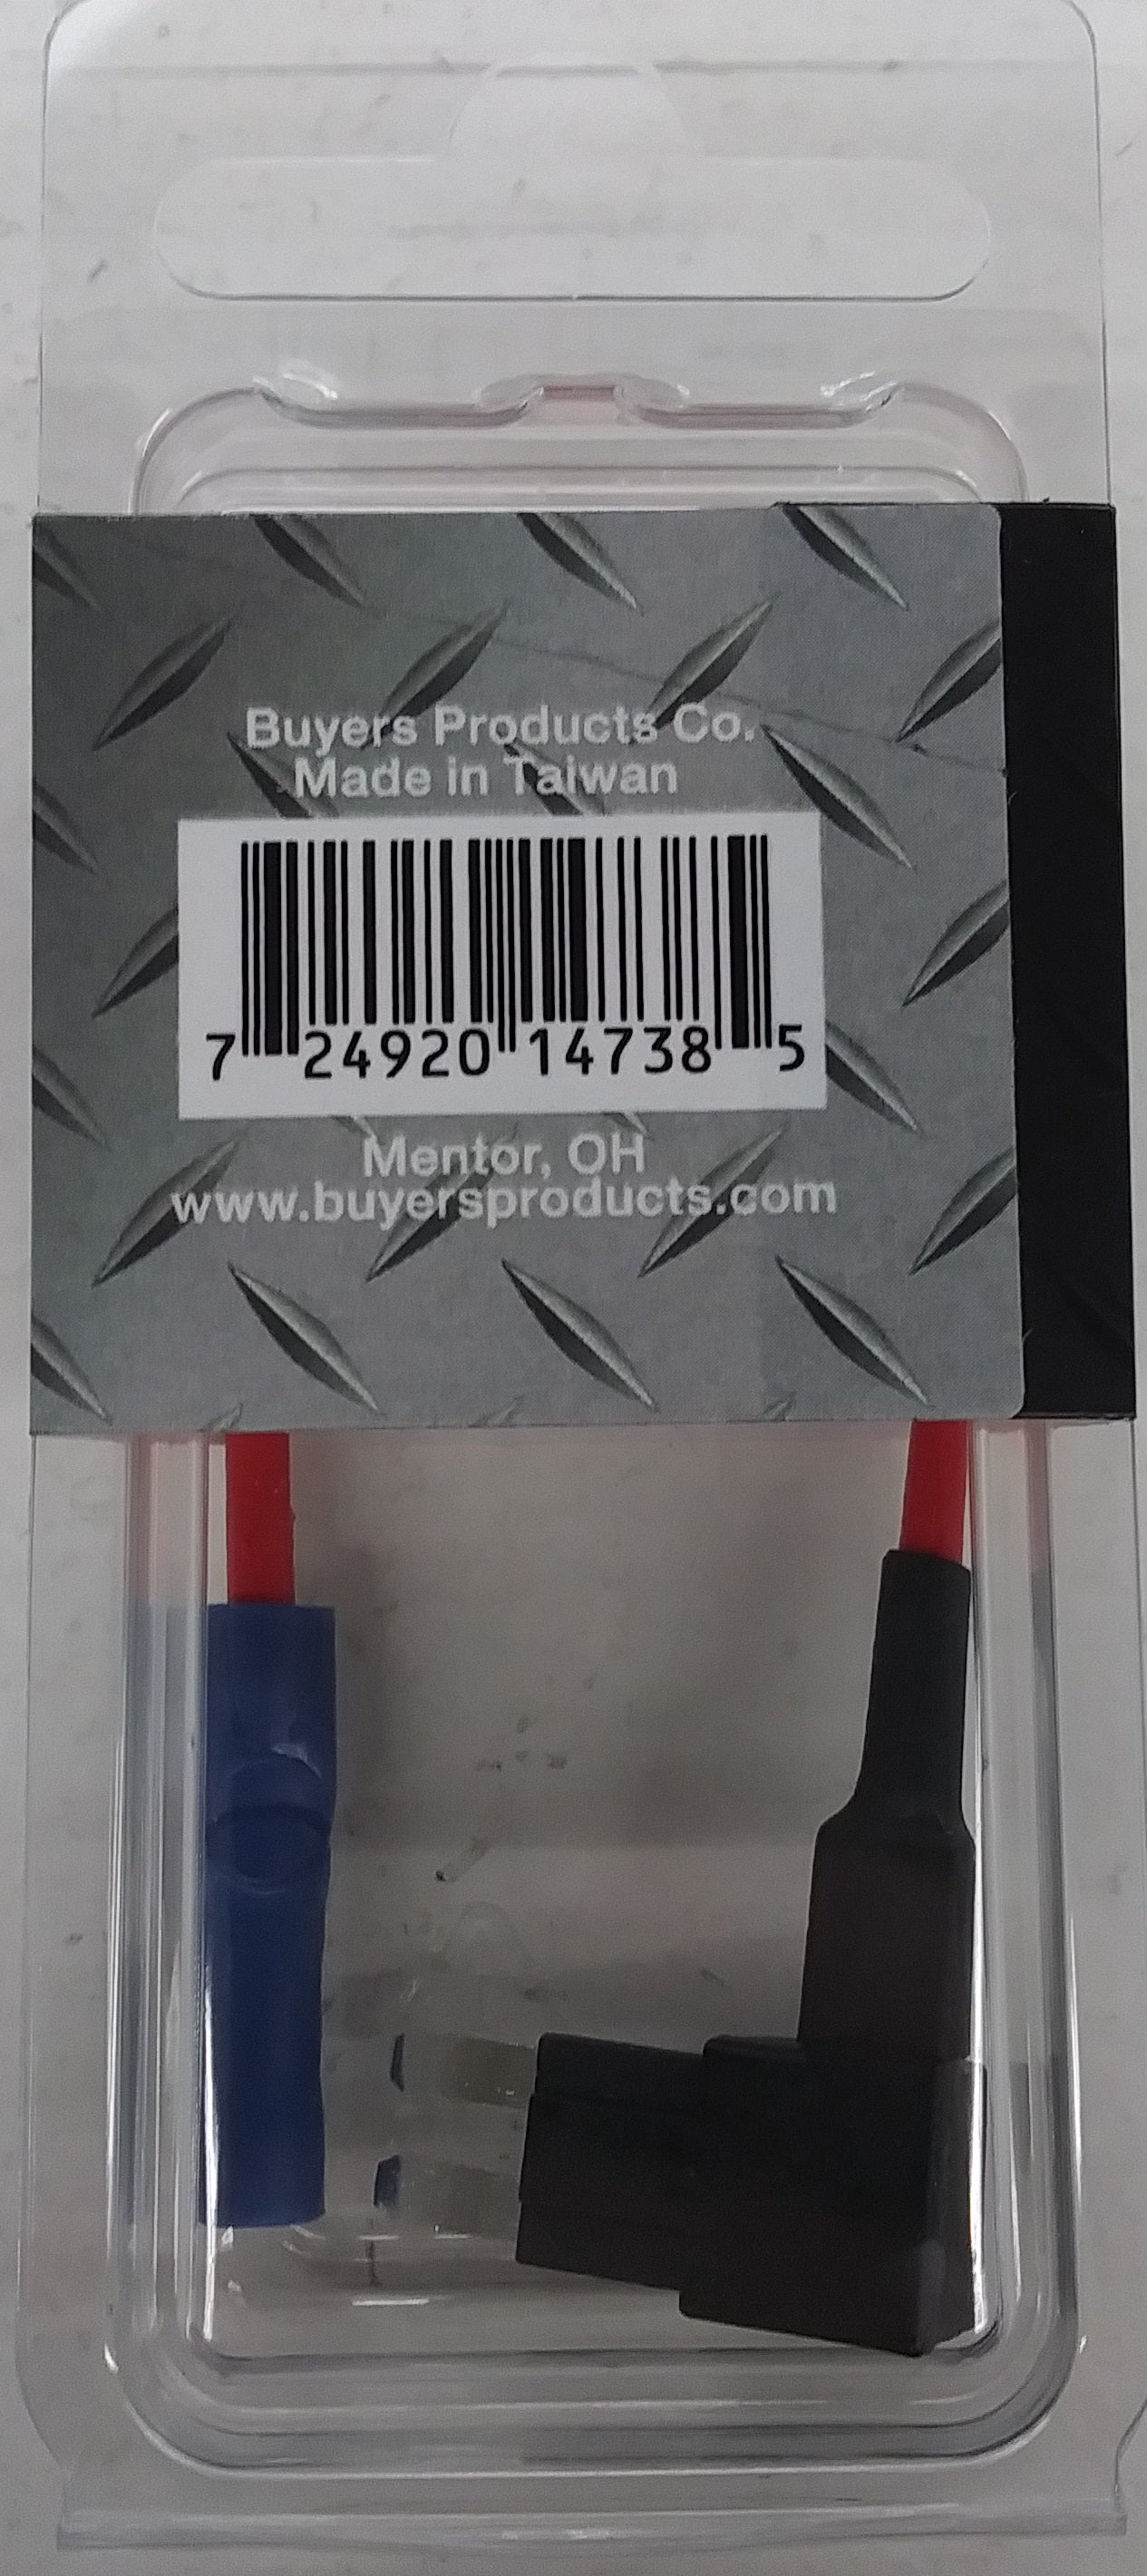 Buyers Products Co.
Made in Taiwan
7 24920 14738 5
Mentor, OH
www.buyersproducts.com